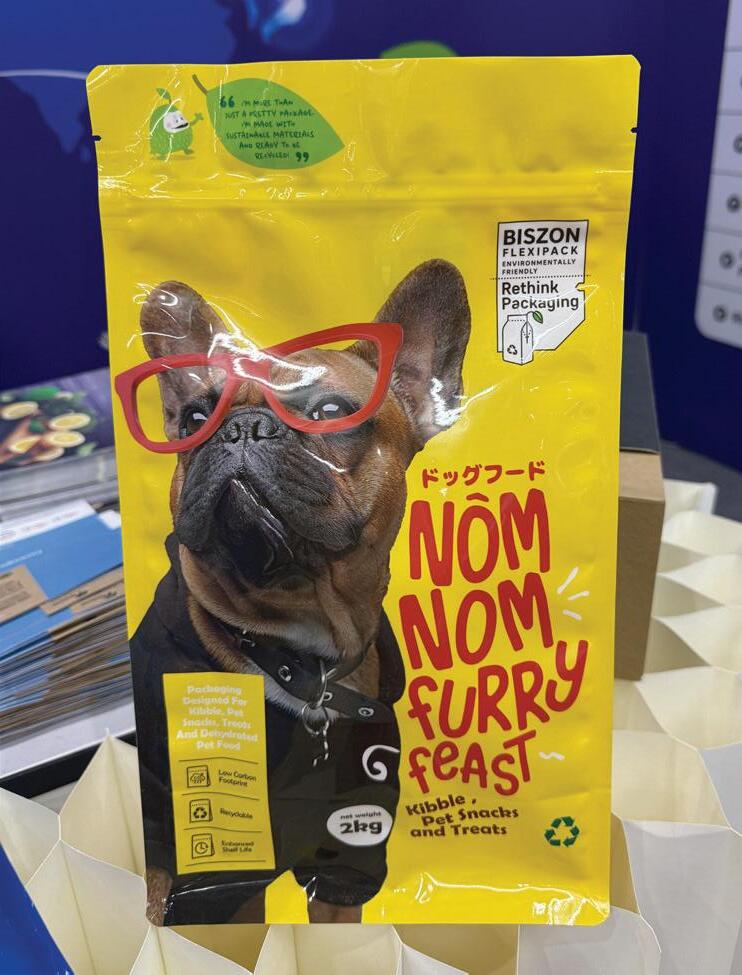 “ I'M MORE THAN
JUST A PRETTY PACKAGE.
I'M MADE WITH
SUSTAINABLE MATERIALS
AND READY TO BE
RECYCLED! ”
BISZON
FLEXIPACK
ENVIRONMENTALLY
FRIENDLY
Rethink
Packaging
ドッグフード
NÔM
NOM
fURRY
feAST
Kibble,
Pet Snacks
and Treats
Packaging
Designed For
Kibble, Pet
Snacks, Treats
And Dehydrated
Pet Food
Low Carbon
Footprint
Recyclable
Enhanced
Shelf Life
net weight
2kg